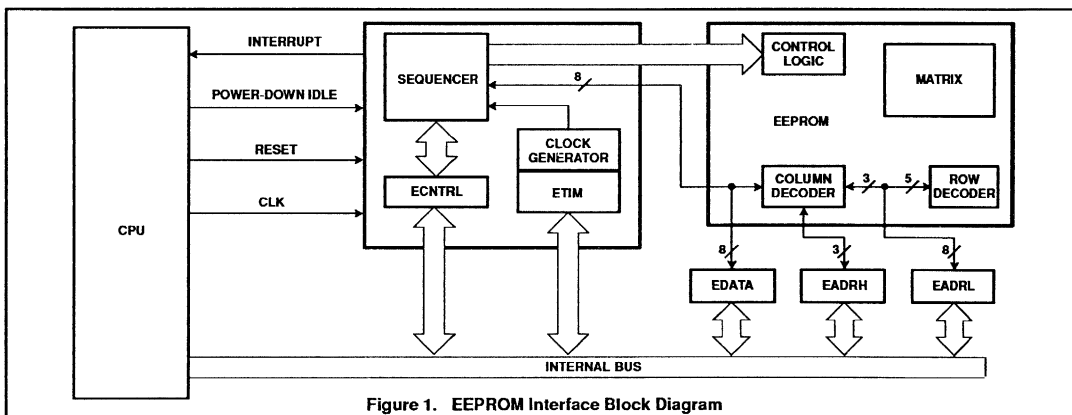 INTERRUPT
POWER-DOWN IDLE
RESET
CLK
CPU
SEQUENCER
8
CLOCK
GENERATOR
ECNTRL
ETIM
CONTROL
LOGIC
MATRIX
EEPROM
COLUMN
DECODER
3
5
ROW
DECODER
8
3
8
EDATA
EADRH
EADRL
INTERNAL BUS
Figure 1. EEPROM Interface Block Diagram